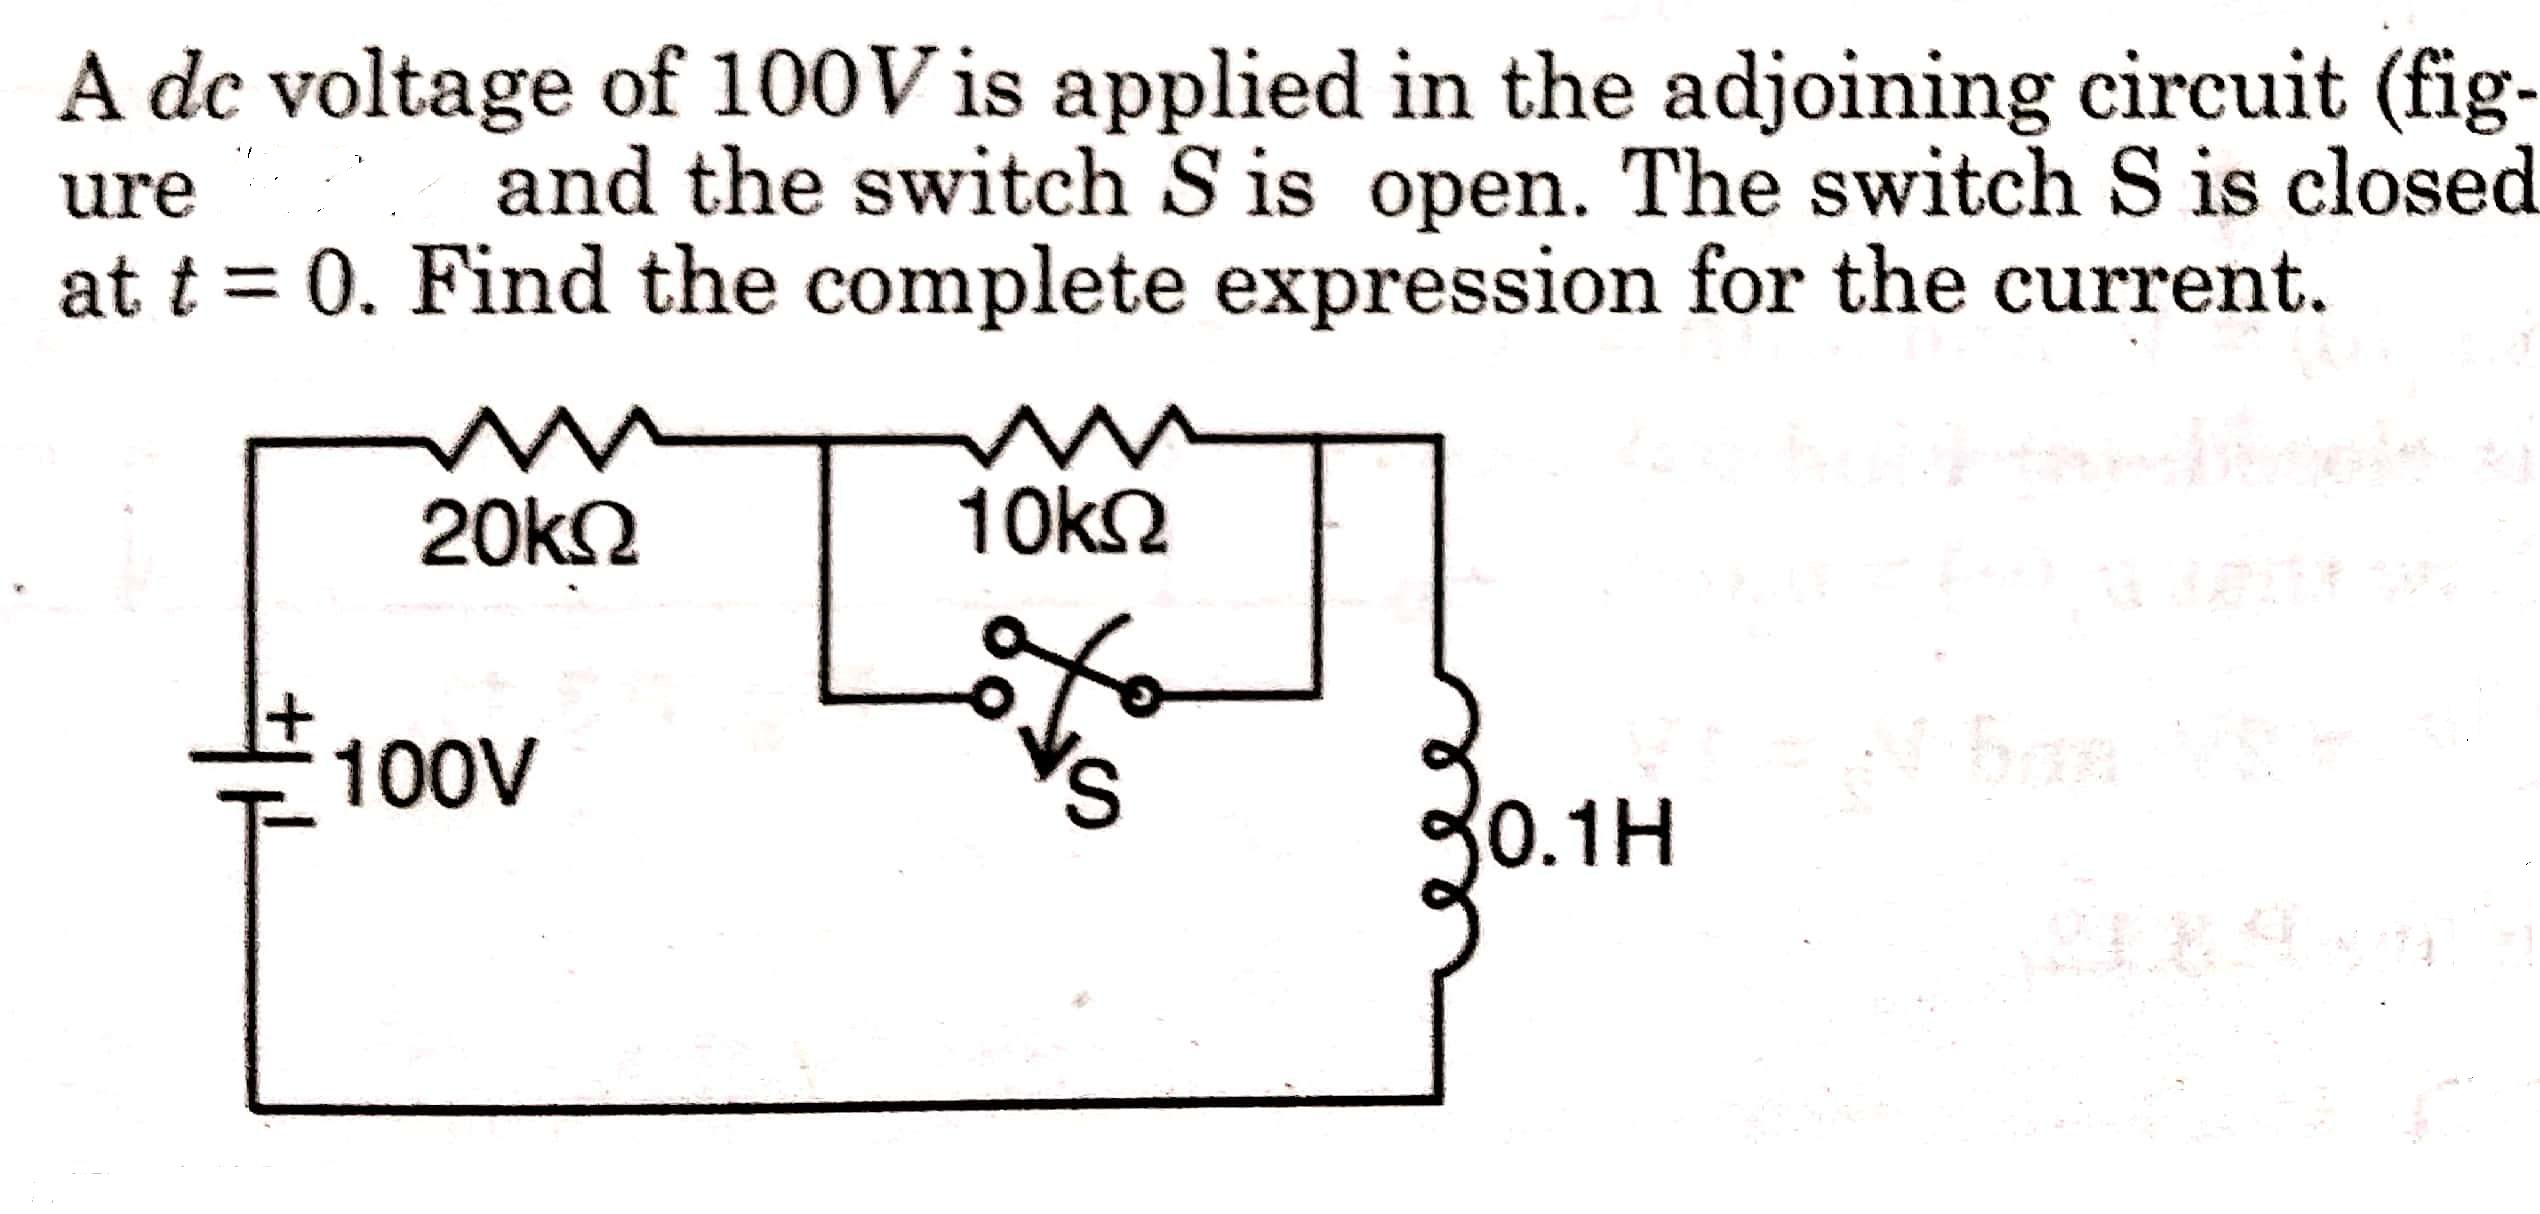 A dc voltage of 100V is applied in the adjoining circuit (fig-
ure and the switch S is open. The switch S is closed
at t = 0. Find the complete expression for the current.
20kΩ
10kΩ
+
100V
−
S
0.1H